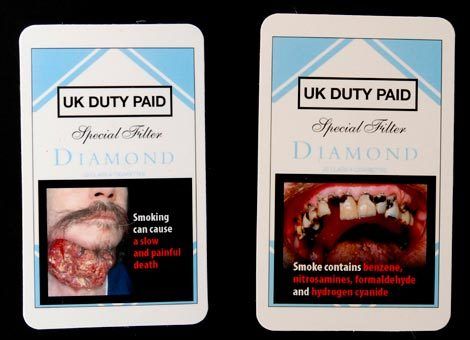 UK DUTY PAID
Special Filter
DIAMOND
Smoking
can cause
a slow
and painful
death
UK DUTY PAID
Special Filter
DIAMOND
Smoke contains benzene,
nitrosamines, formaldehyde
and hydrogen cyanide